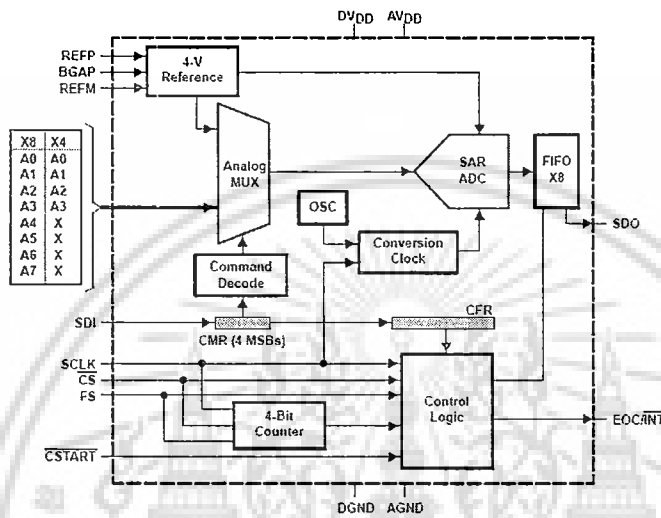 DVDD AVDD
REFP
BGAP
REFM
4-V
Reference
X8 X4
A0 A0
A1 A1
A2 A2
A3 A3
A4 X
A5 X
A6 X
A7 X
Analog
MUX
SAR
ADC
FIFO
X8
OSC
Conversion
Clock
SDO
Command
Decode
SDI
CMR (4 MSBs)
CFR
SCLK
CS
FS
4-Bit
Counter
Control
Logic
EOC/INT
CSTART
DGND AGND